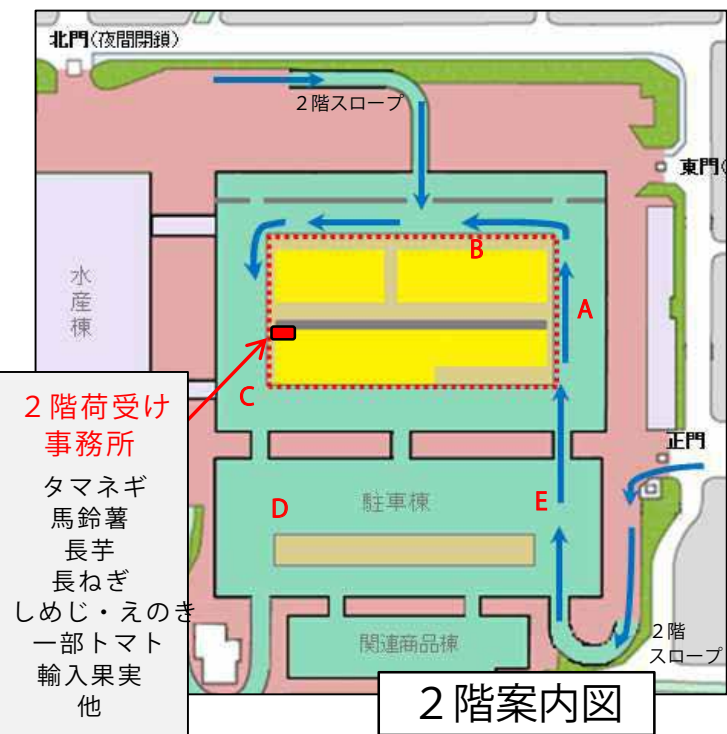 北門(夜間閉鎖)
2階スロープ
東門(
B
水産棟
A
C
2階荷受け
事務所
タマネギ
馬鈴薯
長芋
長ねぎ
しめじ・えのき
一部トマト
輸入果実
他
正門
D
駐車棟
E
関連商品棟
2階
スロープ
2階案内図